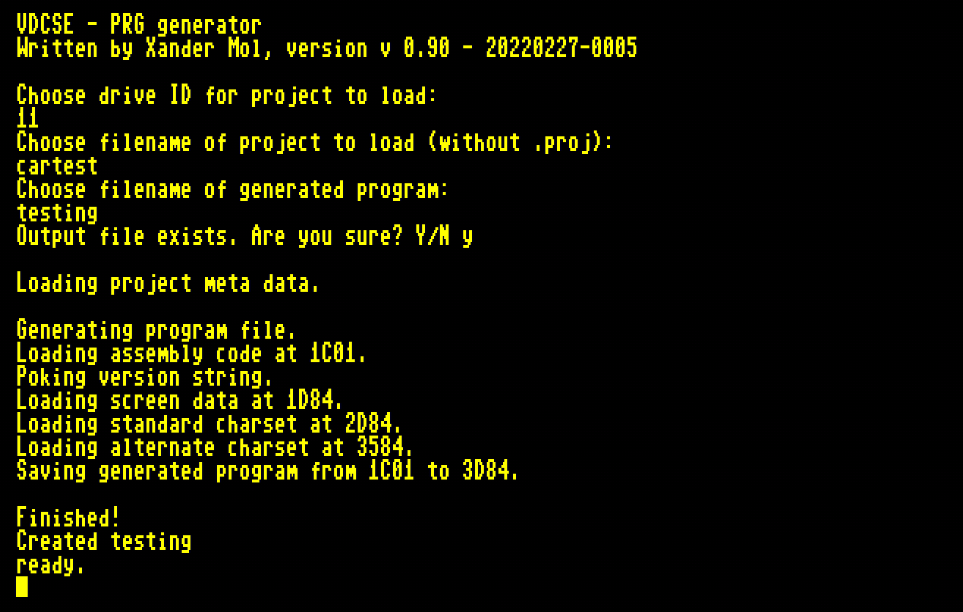 VDCSE - PRG generator
Written by Xander Mol, version v 0.90 - 20220227-0005
Choose drive ID for project to load:
11
Choose filename of project to load (without .proj):
cartest
Choose filename of generated program:
testing
Output file exists. Are you sure? Y/N y
Loading project meta data.
Generating program file.
Loading assembly code at 1C01.
Poking version string.
Loading screen data at 1D84.
Loading standard charset at 2D84.
Loading alternate charset at 3584.
Saving generated program from 1C01 to 3D84.
Finished!
Created testing
ready.